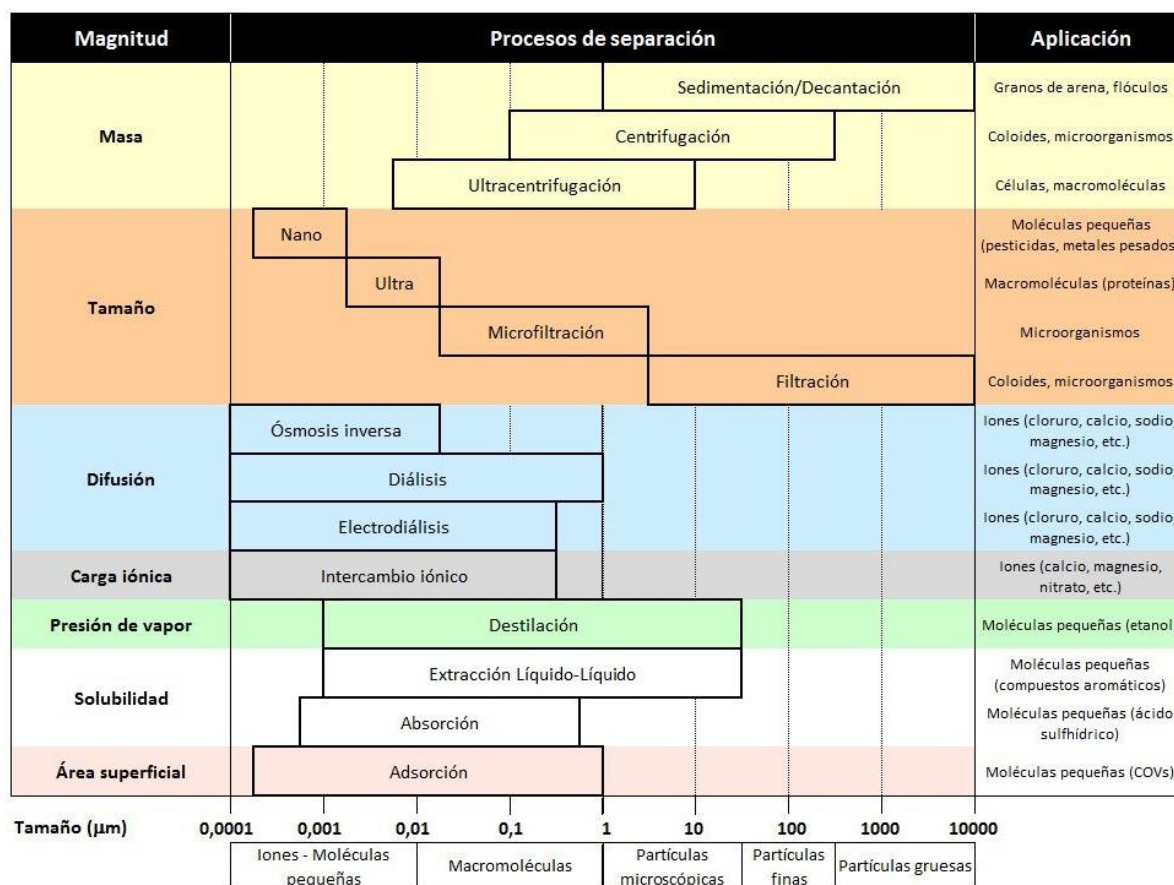 Magnitud Procesos de separación Aplicación
Masa
Sedimentación/Decantación Granos de arena, flóculos
Centrifugación Coloides, microorganismos
Ultracentrifugación Células, macromoléculas
Tamaño
Nano Moléculas pequeñas
(pesticidas, metales pesados
Ultra Macromoléculas (proteínas)
Microfiltración Microorganismos
Filtración Coloides, microorganismos
Difusión
Ósmosis inversa Iones (cloruro, calcio, sodio,
magnesio, etc.)
Diálisis Iones (cloruro, calcio, sodio,
magnesio, etc.)
Electrodiálisis Iones (cloruro, calcio, sodio,
magnesio, etc.)
Carga iónica Intercambio iónico Iones (calcio, magnesio,
nitrato, etc.)
Presión de vapor Destilación Moléculas pequeñas (etanol
Solubilidad
Extracción Líquido-Líquido Moléculas pequeñas
(compuestos aromáticos)
Absorción Moléculas pequeñas (ácido
sulfhídrico)
Área superficial Adsorción Moléculas pequeñas (COVs)
Tamaño (μm) 0,0001 0,001 0,01 0,1 1 10 100 1000 10000
Iones - Moléculas
pequeñas
Macromoléculas
Partículas
microscópicas
Partículas
finas
Partículas gruesas